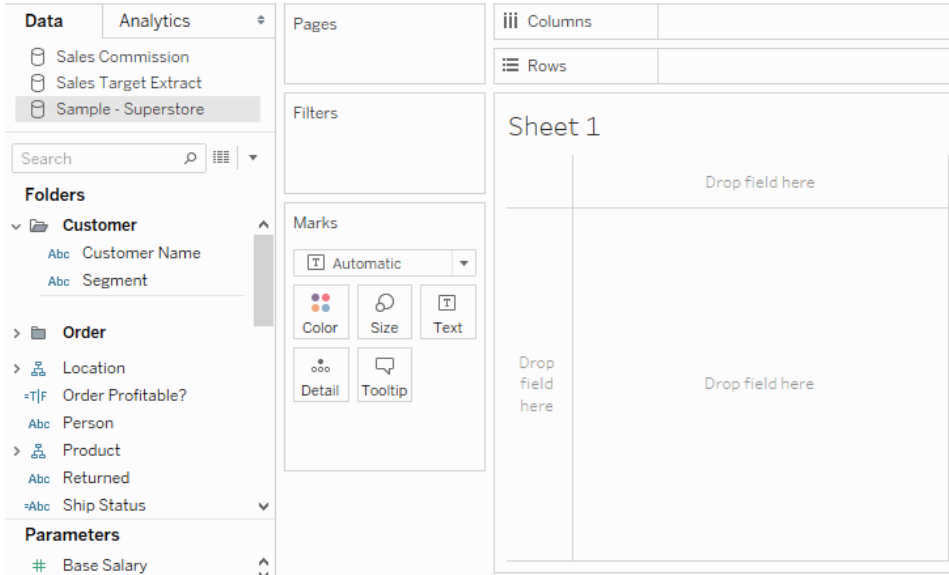 Data
Analytics
Sales Commission
Sales Target Extract
Sample - Superstore
Search
Folders
Customer
Abc Customer Name
Abc Segment
Order
Location
=T|F Order Profitable?
Abc Person
Product
Abc Returned
=Abc Ship Status
Parameters
# Base Salary
Pages
Filters
Marks
T Automatic
Color
Size
T
Text
Detail
Tooltip
Columns
Rows
Sheet 1
Drop field here
Drop
field
here
Drop field here